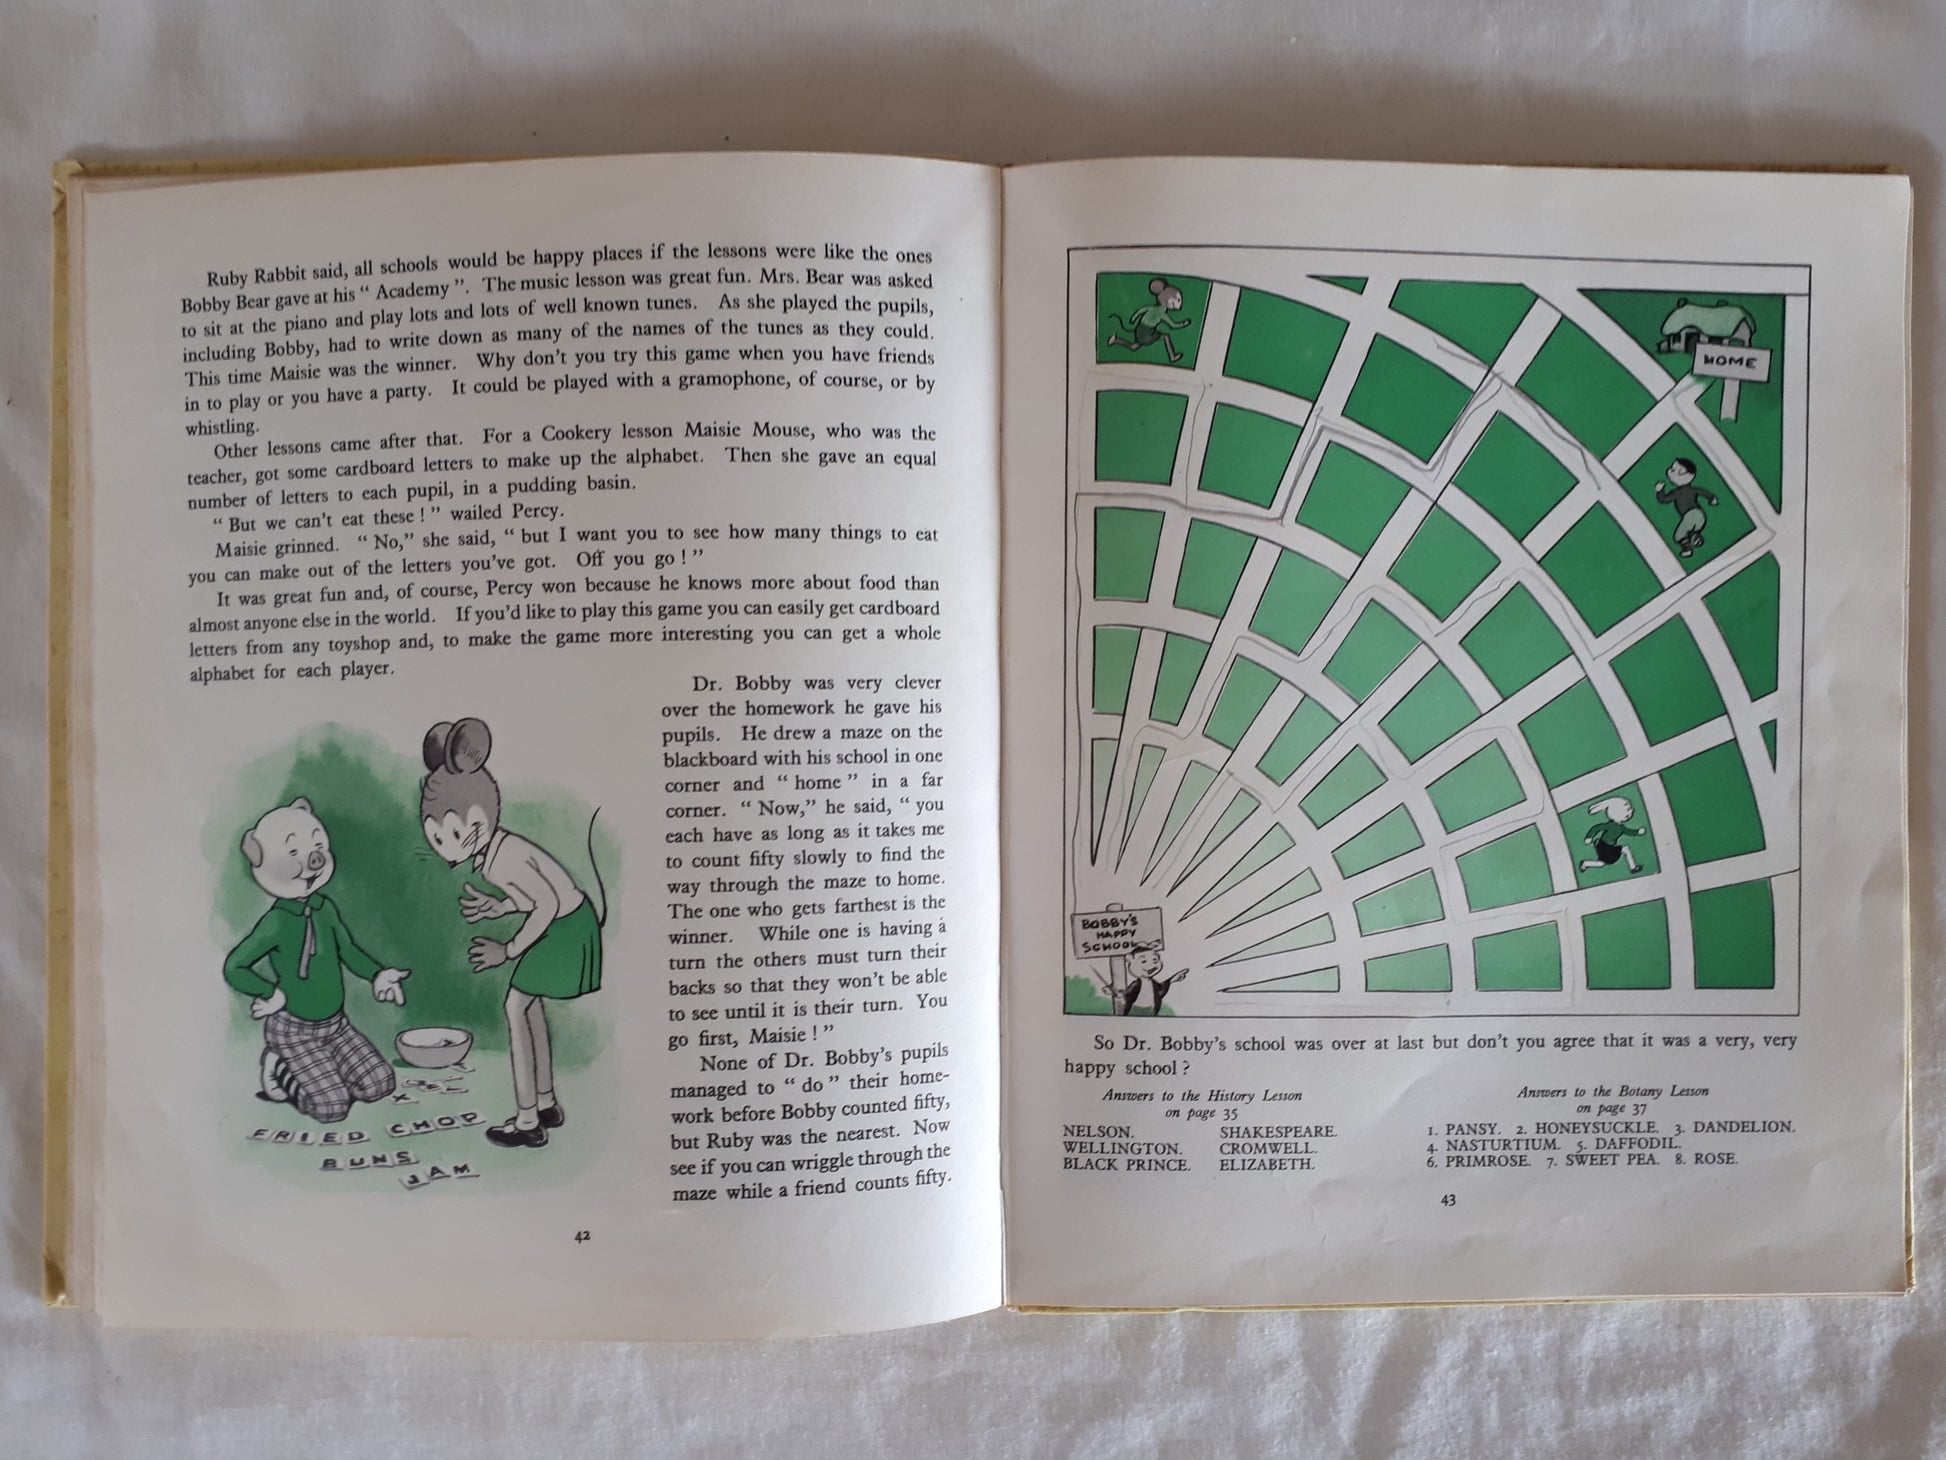 Ruby Rabbit said, all schools would be happy places if the lessons were like the ones
Bobby Bear gave at his “ Academy ”. The music lesson was great fun. Mrs. Bear was asked
to sit at the piano and play lots and lots of well known tunes. As she played the pupils,
including Bobby, had to write down as many of the names of the tunes as they could.
This time Maisie was the winner. Why don't you try this game when you have friends
in to play or you have a party. It could be played with a gramophone, of course, or by
whistling.
Other lessons came after that. For a Cookery lesson Maisie Mouse, who was the
teacher, got some cardboard letters to make up the alphabet. Then she gave an equal
number of letters to each pupil, in a pudding basin.
“ But we can't eat these ! ” wailed Percy.
Maisie grinned. “ No,” she said, “ but I want you to see how many things to eat
you can make out of the letters you've got. Off you go ! ”
It was great fun and, of course, Percy won because he knows more about food than
almost anyone else in the world. If you'd like to play this game you can easily get cardboard
letters from any toyshop and, to make the game more interesting you can get a whole
alphabet for each player.
Dr. Bobby was very clever
over the homework he gave his
pupils. He drew a maze on the
blackboard with his school in one
corner and “ home ” in a far
corner. “ Now,” he said, “ you
each have as long as it takes me
to count fifty slowly to find the
way through the maze to home.
The one who gets farthest is the
winner. While one is having a
turn the others must turn their
backs so that they won't be able
to see until it is their turn. You
go first, Maisie ! ”
None of Dr. Bobby's pupils
managed to “ do ” their home-
work before Bobby counted fifty,
but Ruby was the nearest. Now
see if you can wriggle through the
maze while a friend counts fifty.
FRIED CHOP
BUNS
JAM
42
HOME
BOBBY'S
HAPPY
SCHOOL
So Dr. Bobby's school was over at last but don't you agree that it was a very, very
happy school ?
Answers to the History Lesson
on page 35
NELSON. SHAKESPEARE.
WELLINGTON. CROMWELL.
BLACK PRINCE. ELIZABETH.
Answers to the Botany Lesson
on page 37
1. PANSY. 2. HONEYSUCKLE. 3. DANDELION.
4. NASTURTIUM. 5. DAFFODIL.
6. PRIMROSE. 7. SWEET PEA. 8. ROSE.
43